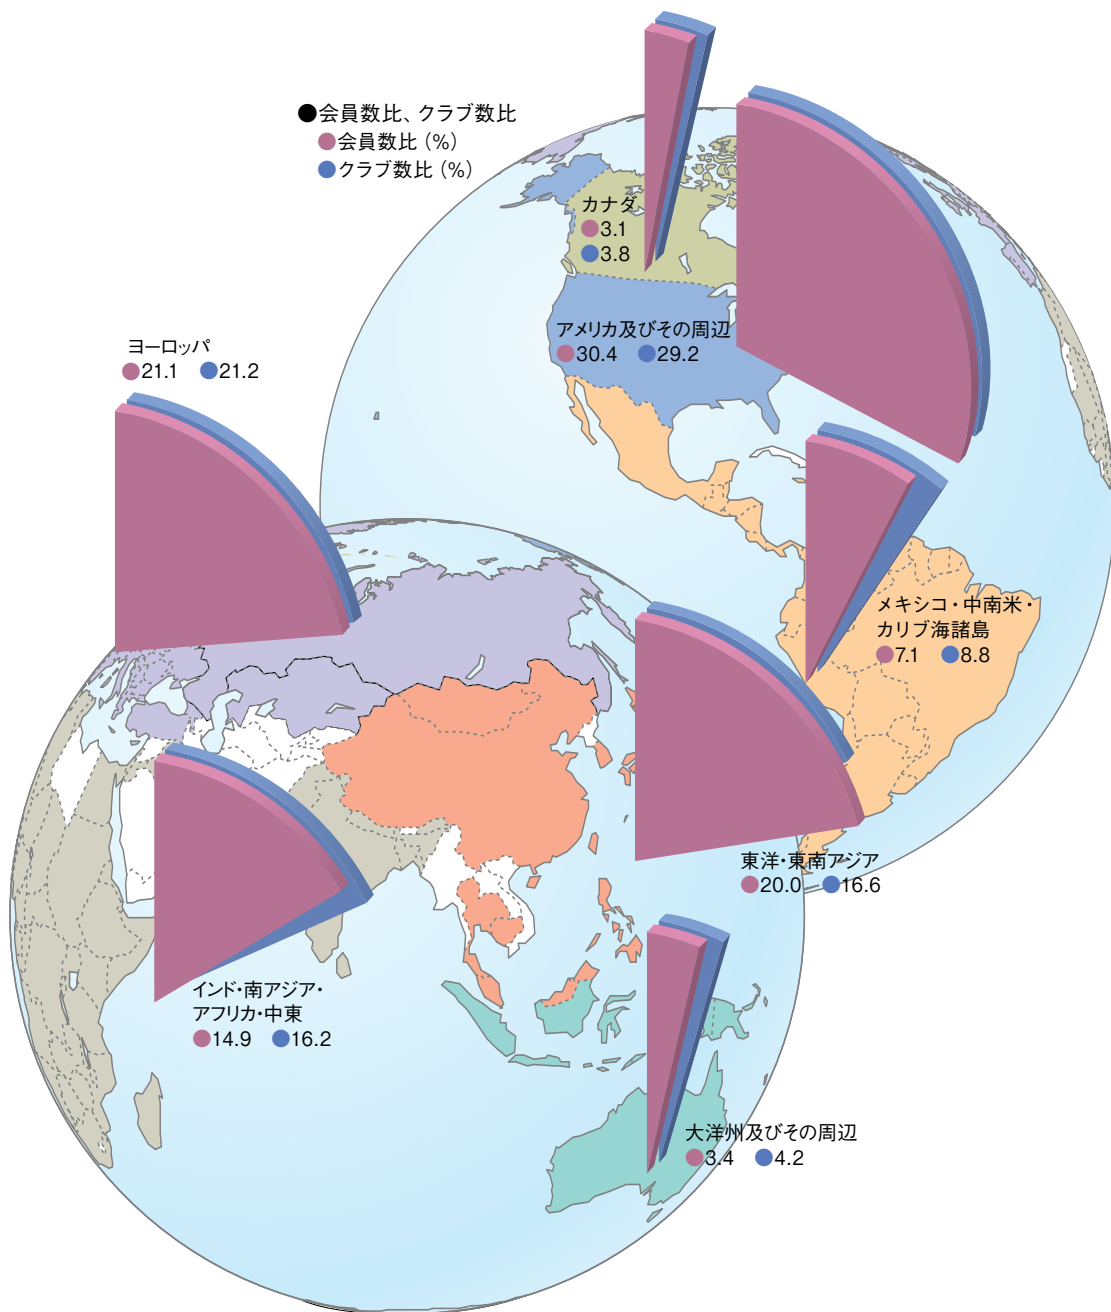 ●会員数比、クラブ数比
●会員数比 (%)
●クラブ数比 (%)
カナダ
●3.1
●3.8
アメリカ及びその周辺
●30.4 ●29.2
ヨーロッパ
●21.1 ●21.2
メキシコ・中南米・
カリブ海諸島
●7.1 ●8.8
東洋・東南アジア
●20.0 ●16.6
インド・南アジア・
アフリカ・中東
●14.9 ●16.2
大洋州及びその周辺
●3.4 ●4.2